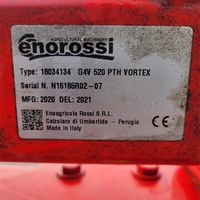 AGRICULTURAL MACHINERY
enorossi
Type: 18034134 G4V 520 PTH VORTEX
Serial N. N16185R02-07
MFG: 2020 DEL: 2021
Enoagricola Rossi S.R.L.
Calzolaro di Umbertide - Perugia
Made in Italy